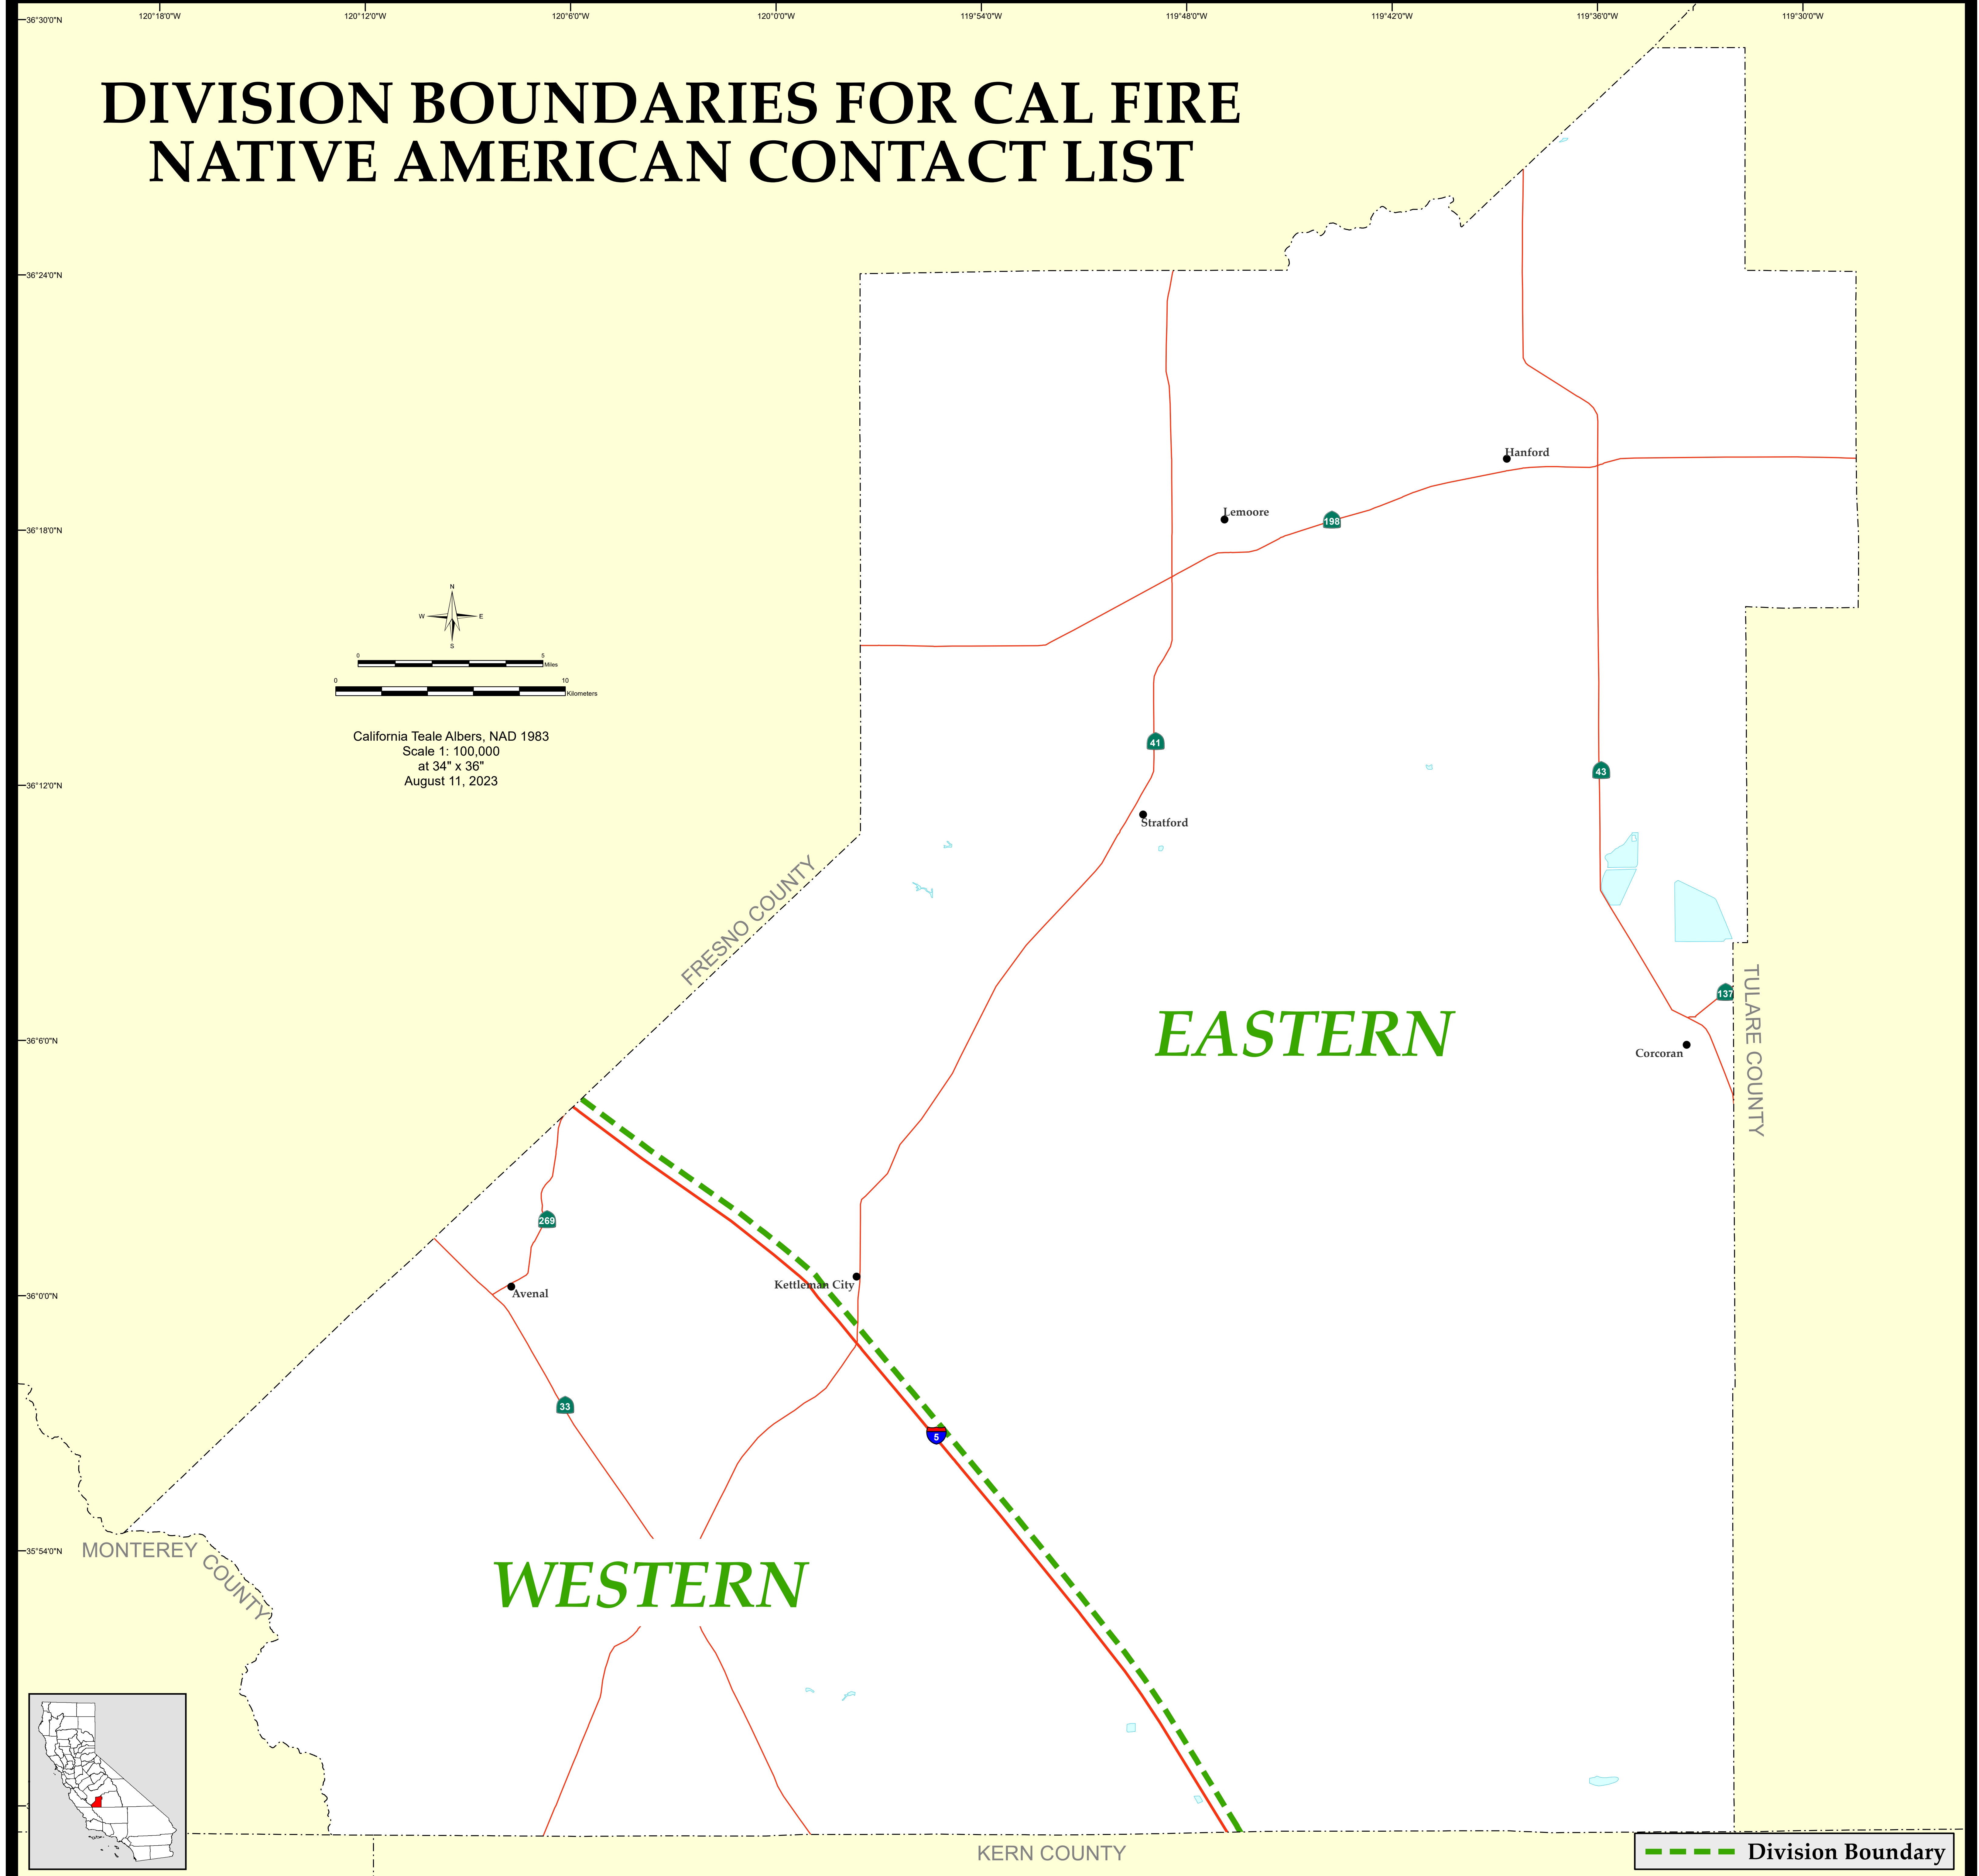 120°18'0"W
120°12'0"W
120°6'0"W
120°0'0"W
119°54'0"W
119°48'0"W
119°42'0"W
119°36'0"W
119°30'0"W
36°30'0"N
DIVISION BOUNDARIES FOR CAL FIRE
NATIVE AMERICAN CONTACT LIST
36°24'0"N
Hanford
Lemoore
198
36°18'0"N
N
W E
S
0 5
Miles
0 10
Kilometers
California Teale Albers, NAD 1983
Scale 1: 100,000
at 34" x 36"
August 11, 2023
41
43
36°12'0"N
Stratford
FRESNO COUNTY
137
TULARE COUNTY
EASTERN
36°6'0"N
Corcoran
269
Kettleman City
36°0'0"N
Avenal
33
5
35°54'0"N
MONTEREY COUNTY
WESTERN
KERN COUNTY
Division Boundary